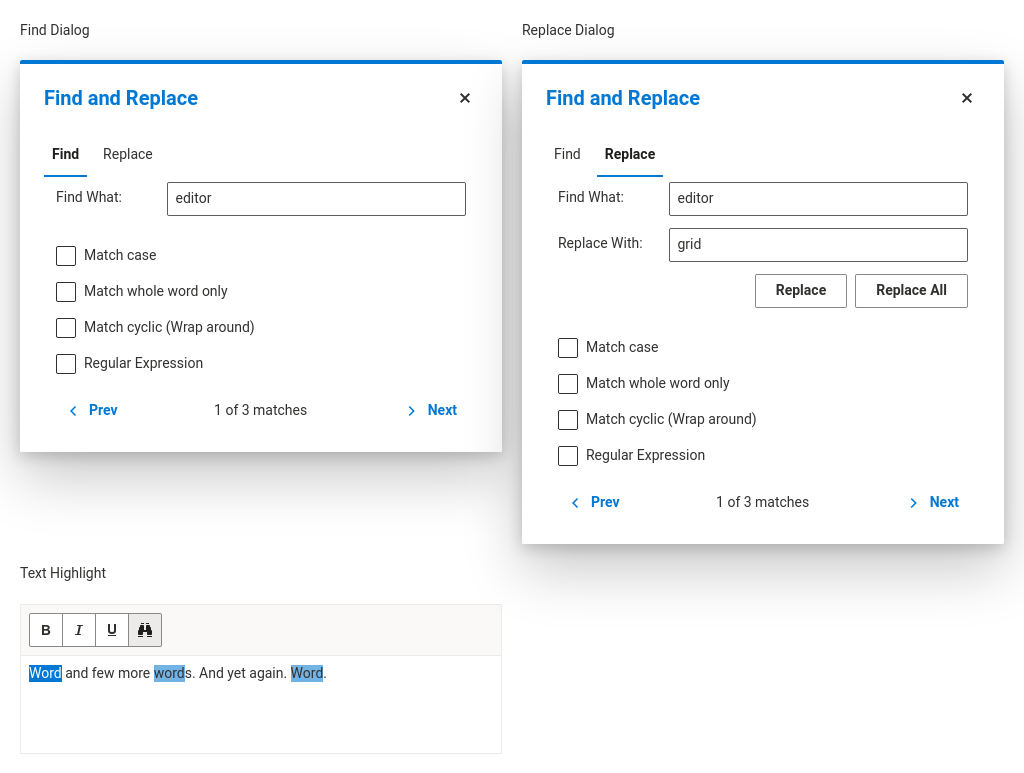 Find Dialog
Find and Replace
Find Replace
Find What: editor
Match case
Match whole word only
Match cyclic (Wrap around)
Regular Expression
Prev 1 of 3 matches Next
Replace Dialog
Find and Replace
Find Replace
Find What: editor
Replace With: grid
Replace Replace All
Match case
Match whole word only
Match cyclic (Wrap around)
Regular Expression
Prev 1 of 3 matches Next
Text Highlight
B I U
Word and few more words. And yet again. Word.